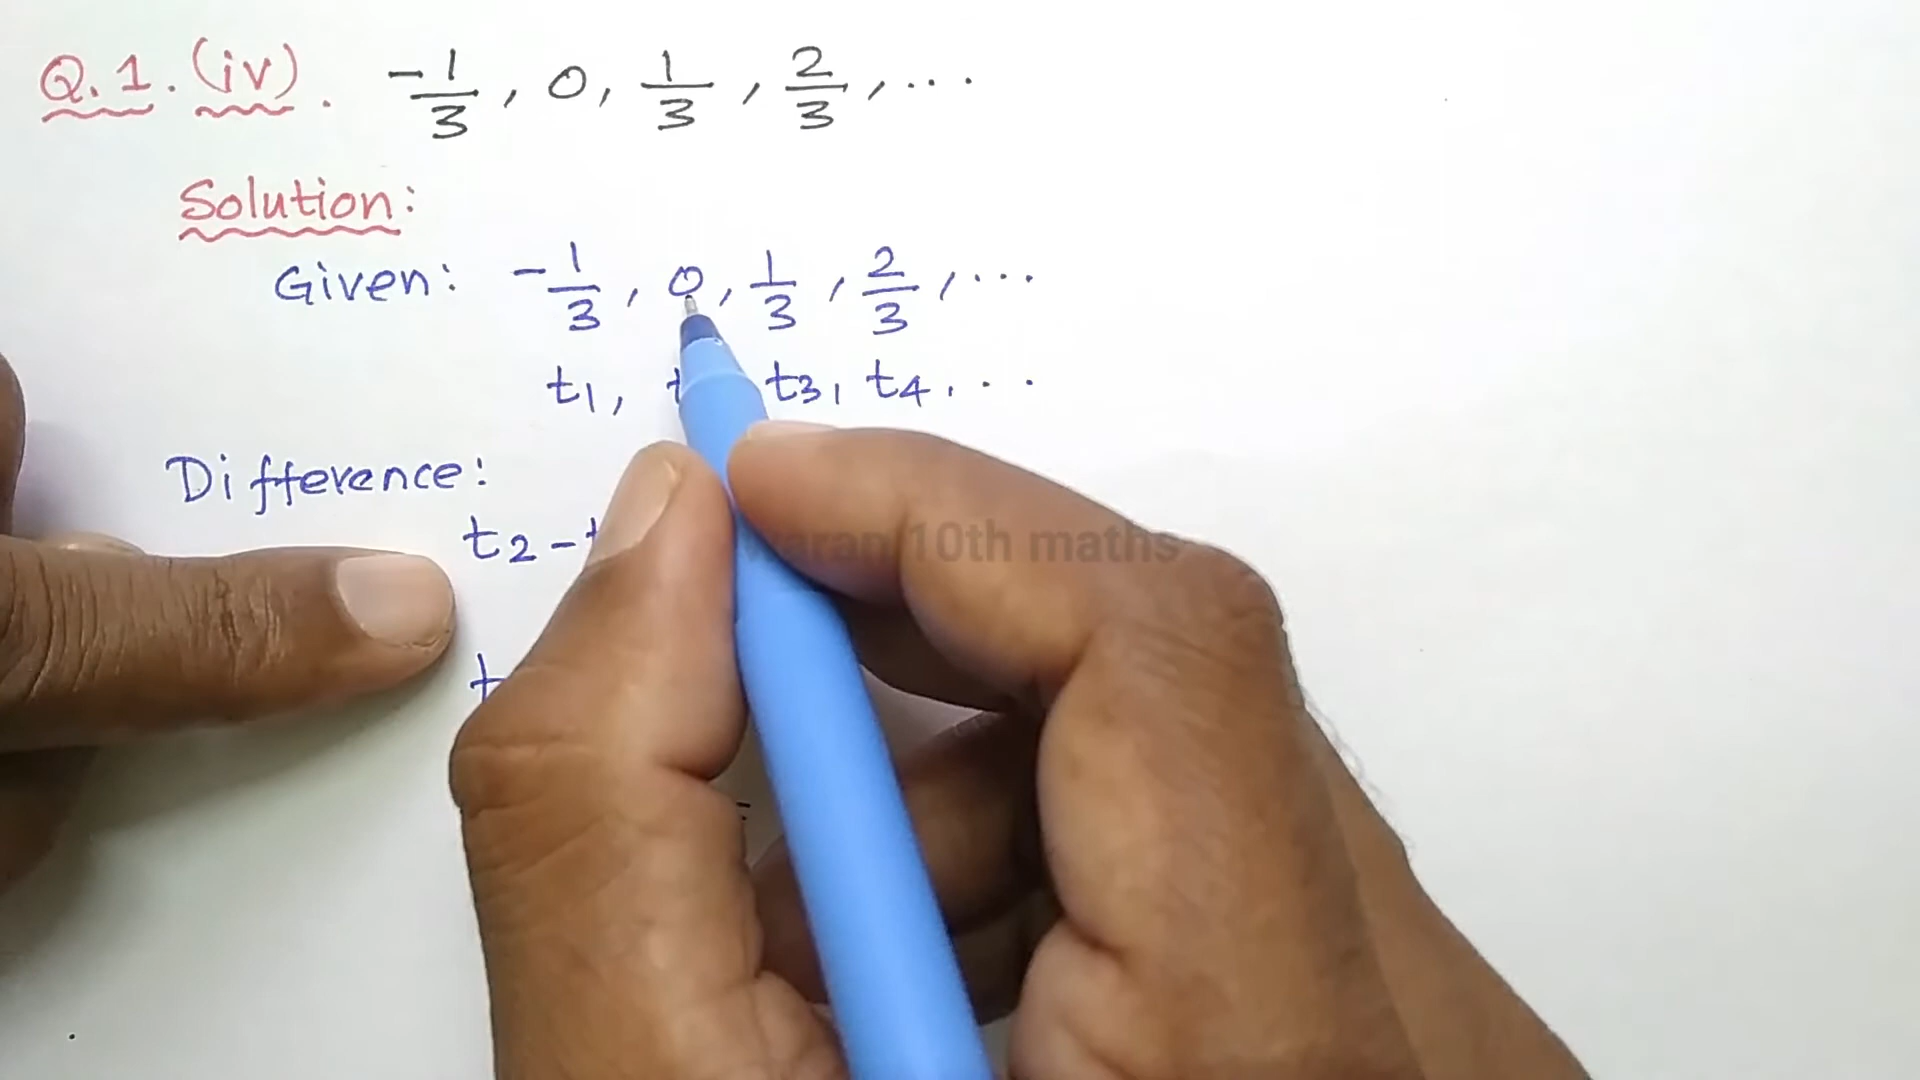 Q.1.(iv). -1/3, 0, 1/3, 2/3, ...
Solution:
Given: -1/3, 0, 1/3, 2/3, ...
t1, t3, t4, ...
Difference:
t2-t
t
10th maths